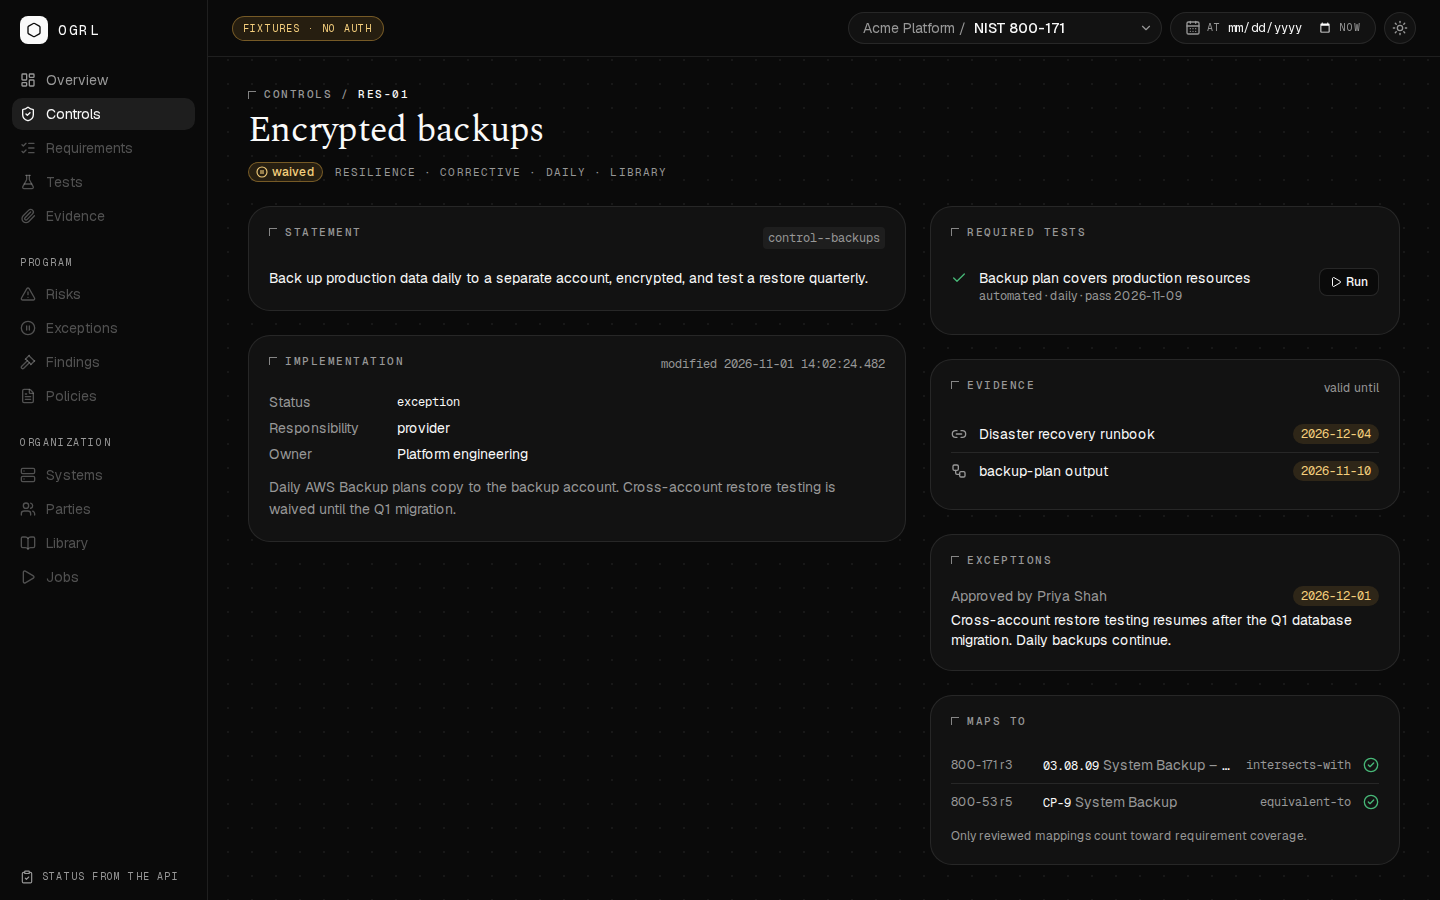 OGRL
FIXTURES · NO AUTH
Acme Platform / NIST 800-171
AT mm/dd/yyyy NOW
Overview
Controls
Requirements
Tests
Evidence
PROGRAM
Risks
Exceptions
Findings
Policies
ORGANIZATION
Systems
Parties
Library
Jobs
STATUS FROM THE API
CONTROLS / RES-01
Encrypted backups
waived RESILIENCE · CORRECTIVE · DAILY · LIBRARY
STATEMENT
control--backups
Back up production data daily to a separate account, encrypted, and test a restore quarterly.
IMPLEMENTATION
modified 2026-11-01 14:02:24.482
Status exception
Responsibility provider
Owner Platform engineering
Daily AWS Backup plans copy to the backup account. Cross-account restore testing is
waived until the Q1 migration.
REQUIRED TESTS
Backup plan covers production resources
automated · daily · pass 2026-11-09
Run
EVIDENCE
valid until
Disaster recovery runbook 2026-12-04
backup-plan output 2026-11-10
EXCEPTIONS
Approved by Priya Shah 2026-12-01
Cross-account restore testing resumes after the Q1 database
migration. Daily backups continue.
MAPS TO
800-171 r3 03.08.09 System Backup – … intersects-with
800-53 r5 CP-9 System Backup equivalent-to
Only reviewed mappings count toward requirement coverage.